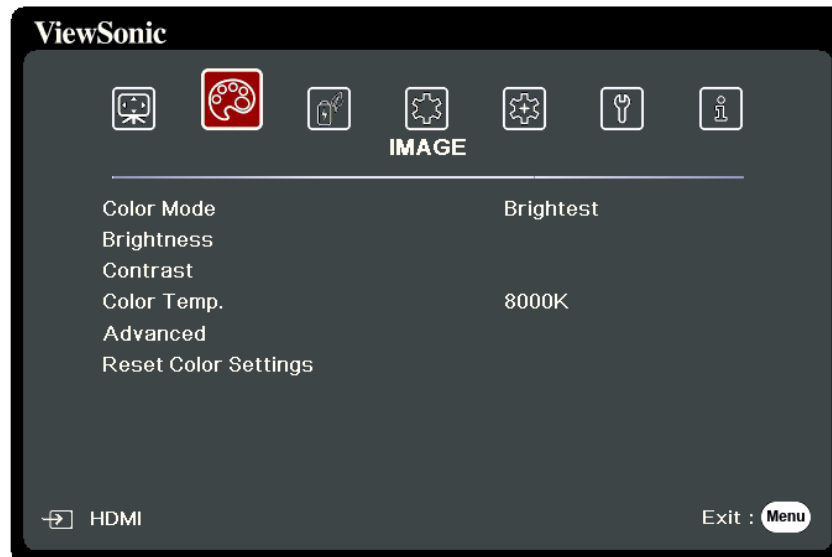 ViewSonic
IMAGE
Color Mode Brightest
Brightness
Contrast
Color Temp. 8000K
Advanced
Reset Color Settings
HDMI Exit : Menu